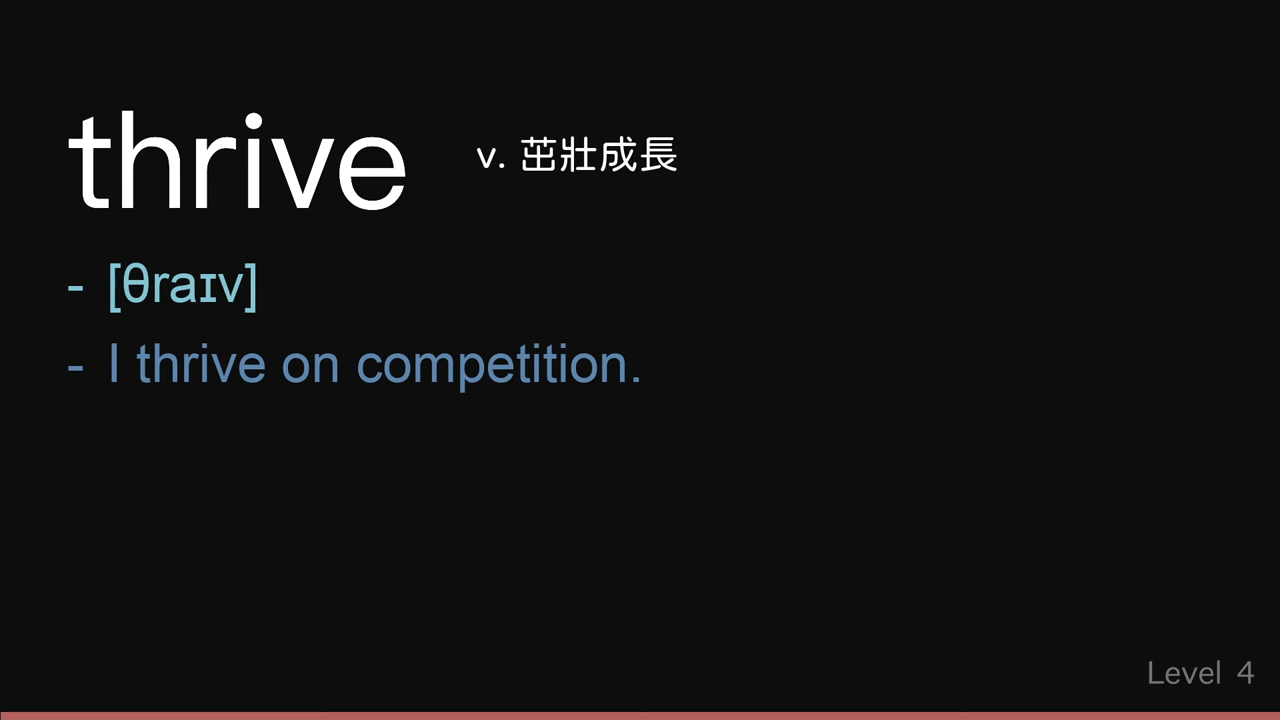 thrive v. 茁壯成長
- [θraɪv]
- I thrive on competition.
Level 4